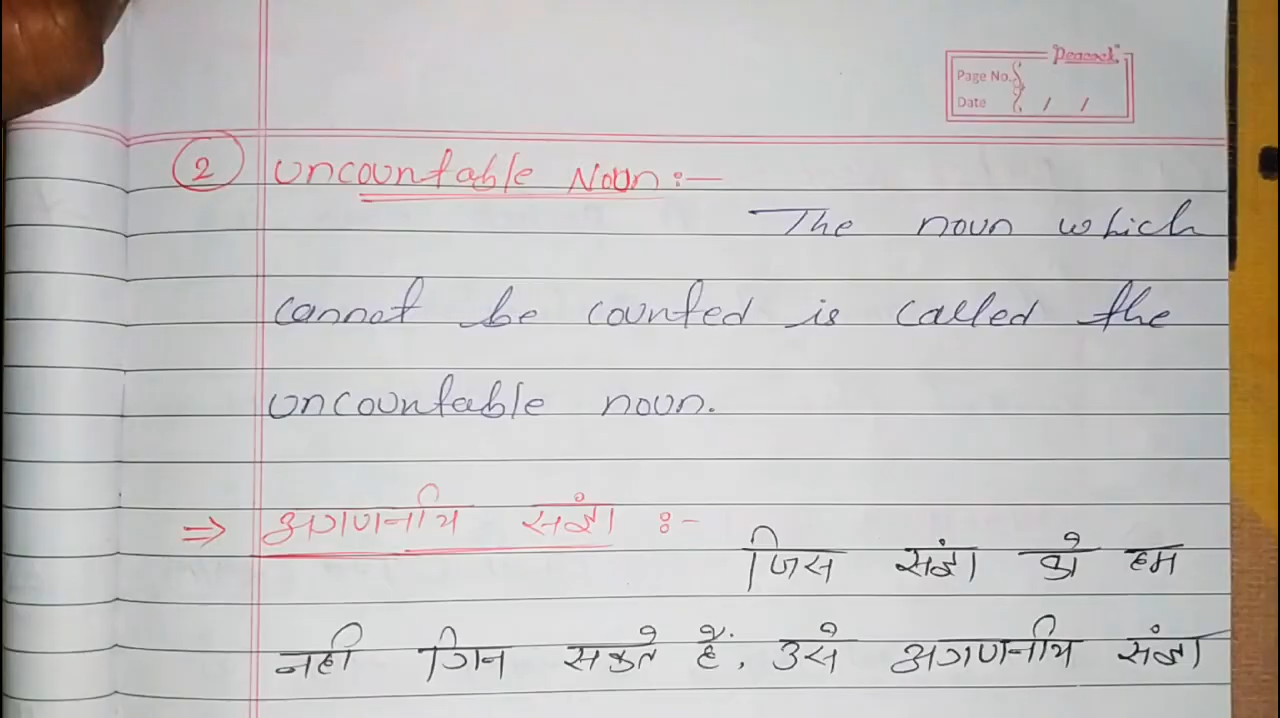 Peacock
Page No.
Date / /
2 Uncountable Noun :-
The noun which
cannot be counted is called the
uncountable noun.
⇒ अगणनीय संज्ञा :-
जिस संज्ञा को हम
नही गिन सकते हैं, उसे अगणनीय संज्ञा